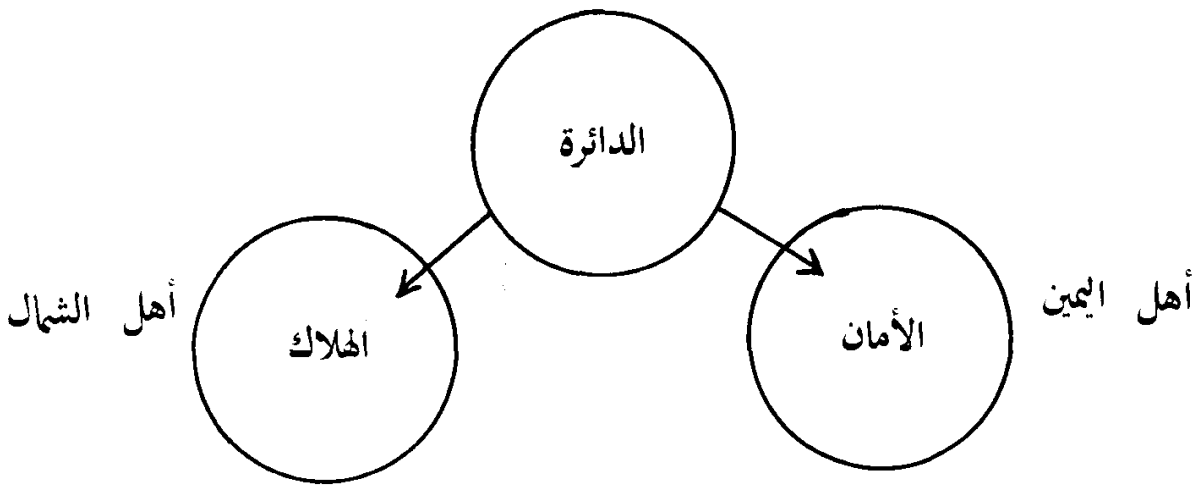 الدائرة
أهل اليمين
الأمان
الهلاك
أهل الشمال